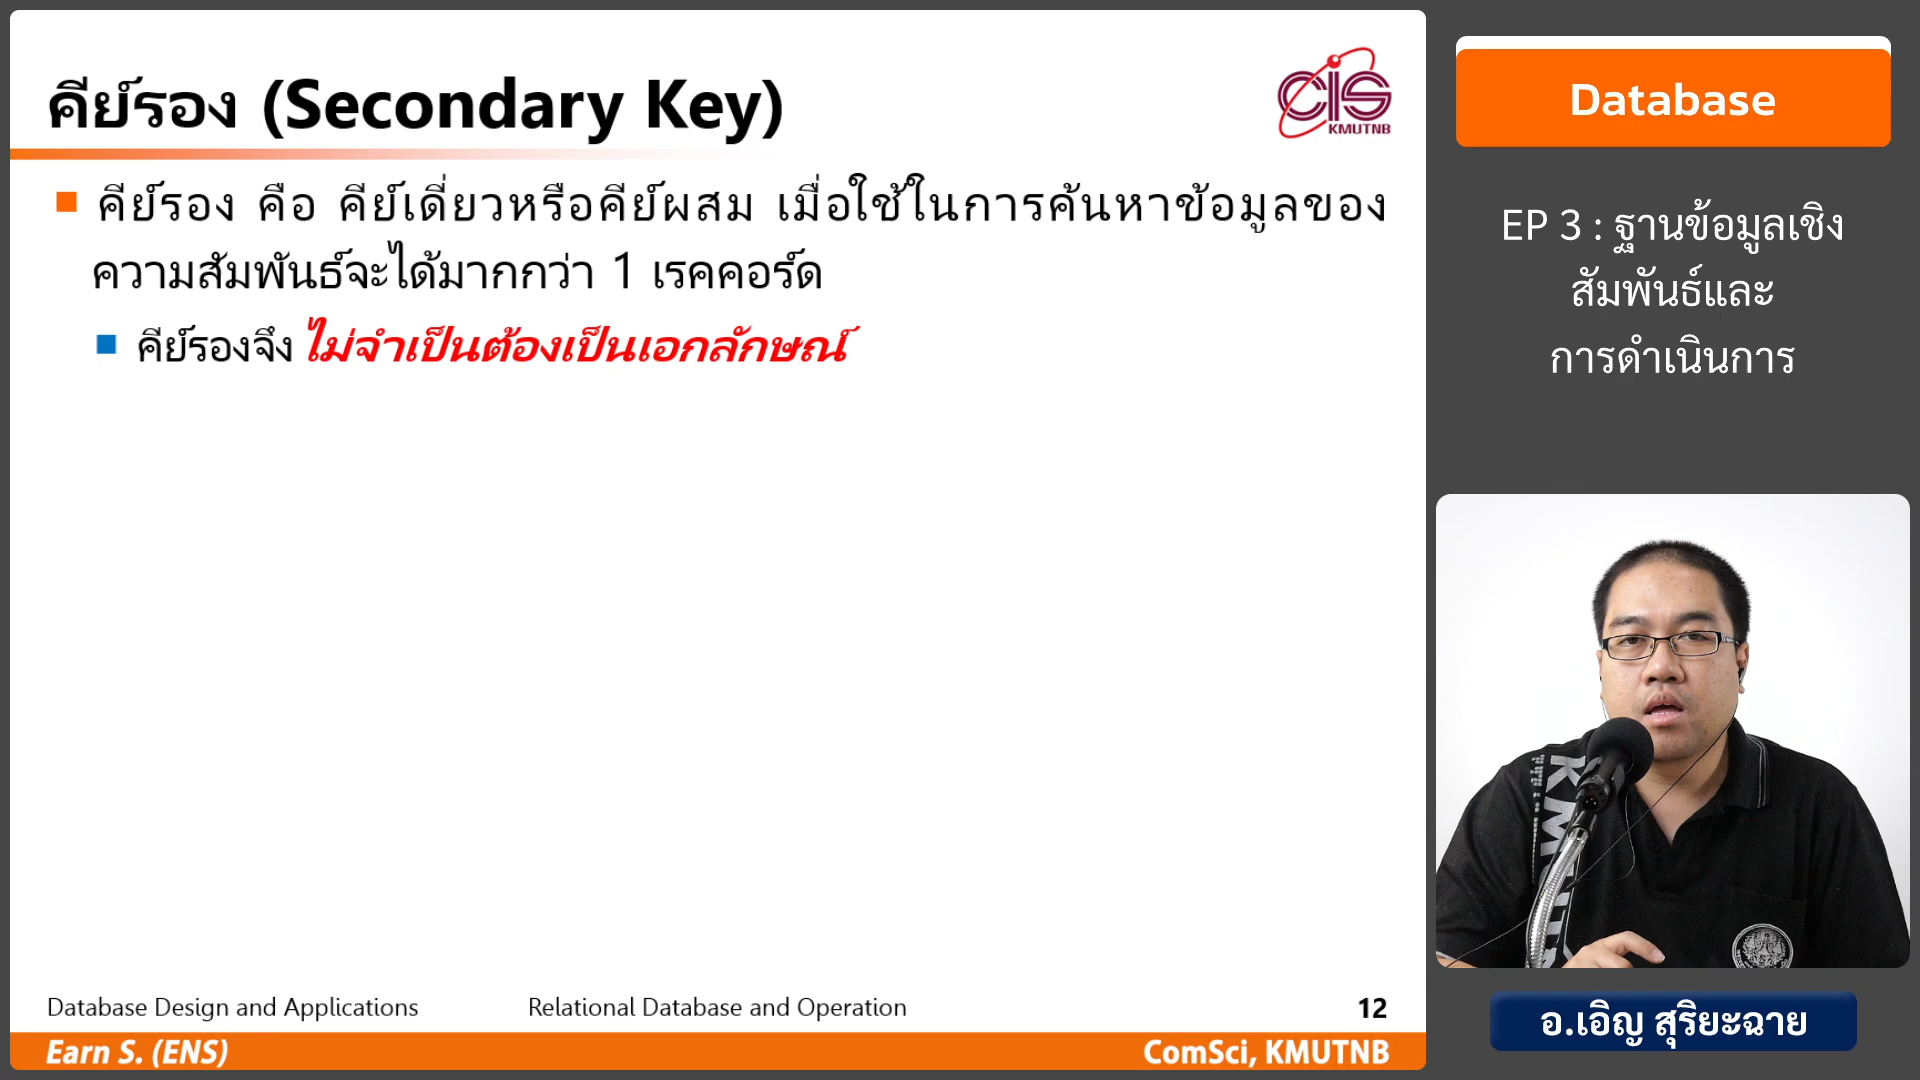 คีย์รอง (Secondary Key)
CIS
KMUTNB
คีย์รอง คือ คีย์เดี่ยวหรือคีย์ผสม เมื่อใช้ในการค้นหาข้อมูลของ
ความสัมพันธ์จะได้มากกว่า 1 เรคคอร์ด
คีย์รองจึง ไม่จำเป็นต้องเป็นเอกลักษณ์
Database Design and Applications
Relational Database and Operation
12
Earn S. (ENS)
ComSci, KMUTNB
Database
EP 3 : ฐานข้อมูลเชิง
สัมพันธ์และ
การดำเนินการ
อ.เอิญ สุริยะฉาย